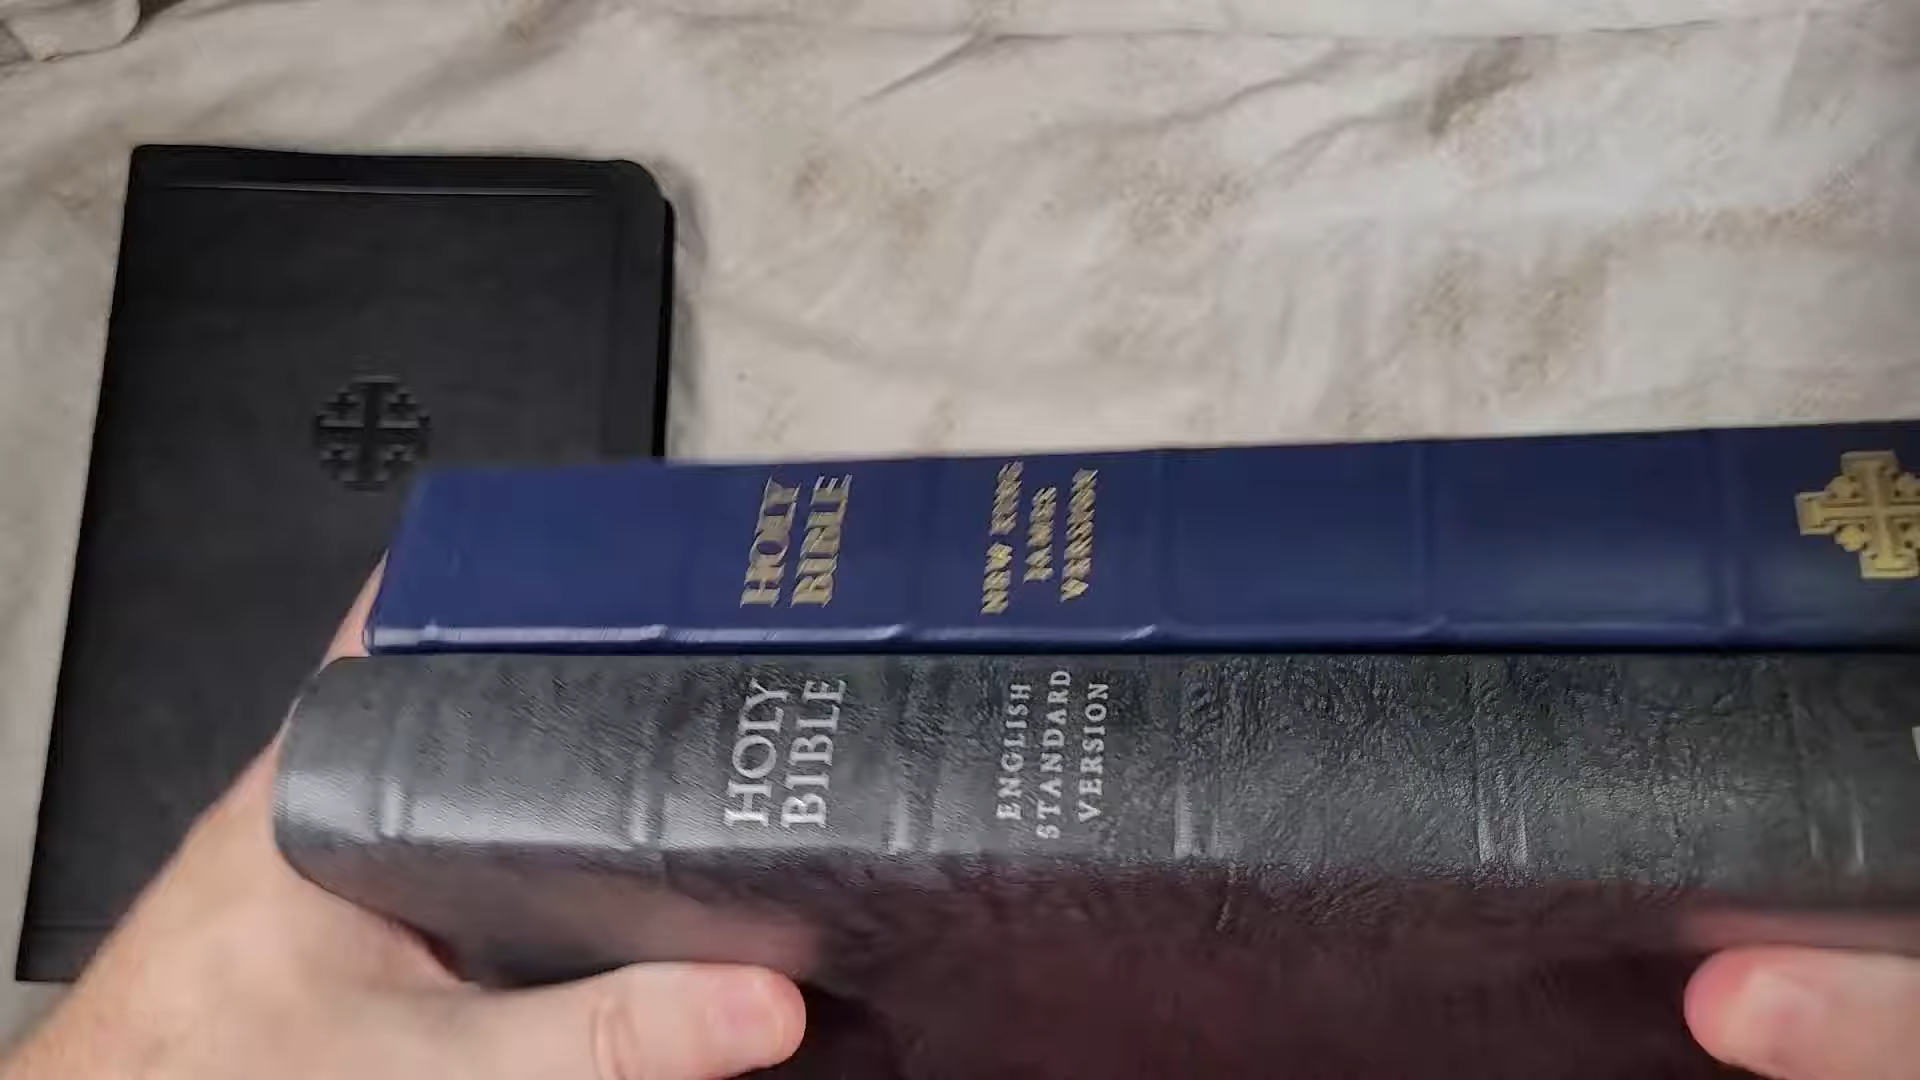 HOLY
BIBLE
NEW KING
JAMES
VERSION
HOLY
BIBLE
ENGLISH
STANDARD
VERSION